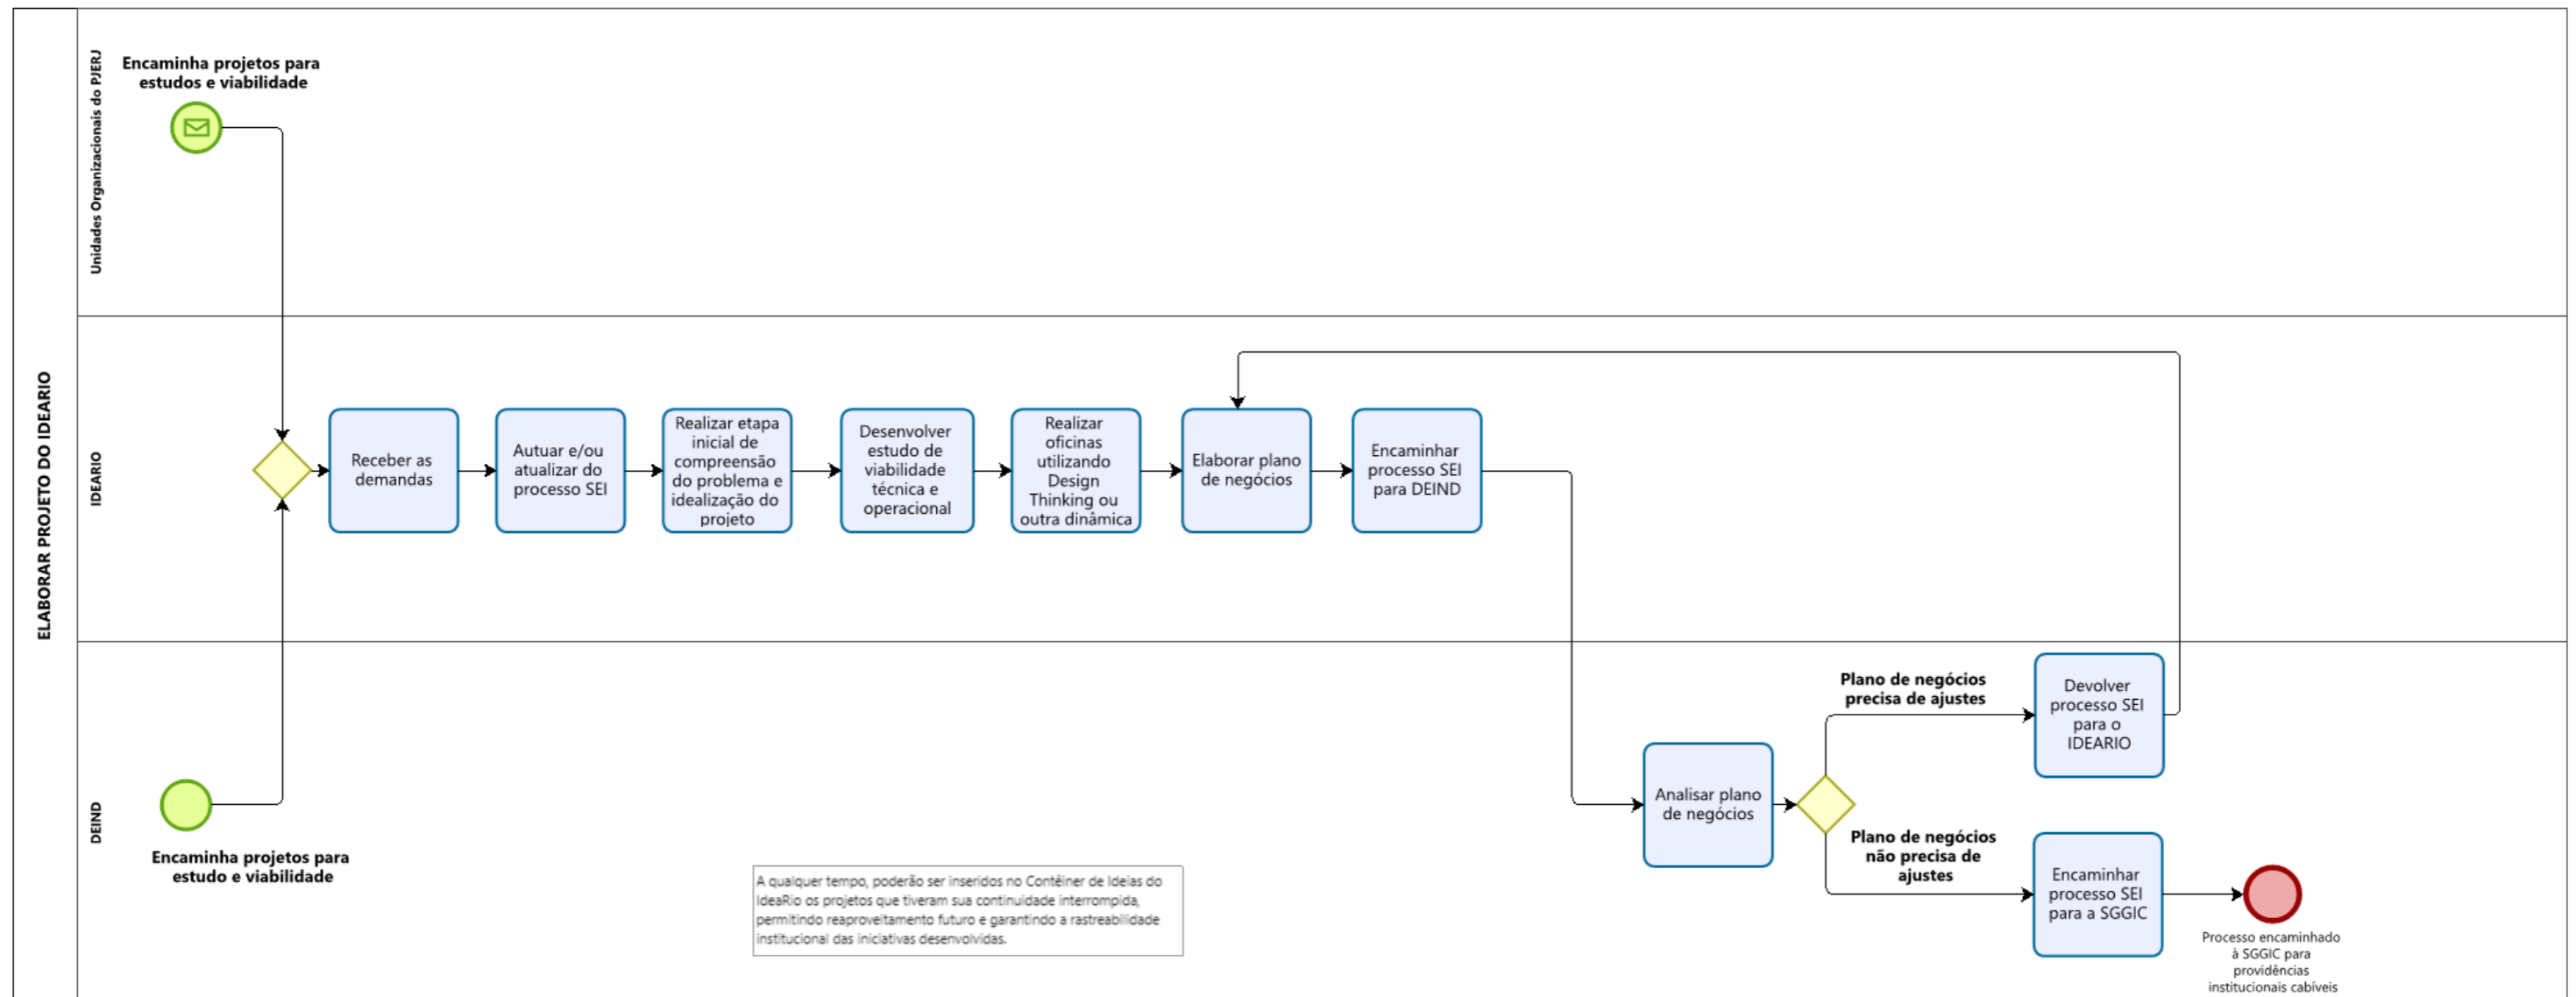 ELABORAR PROJETO DO IDEARIO
Unidades Organizacionais do PJERJ
Encaminha projetos para
estudos e viabilidade
IDEARIO
Receber as
demandas
Autuar e/ou
atualizar do
processo SEI
Realizar etapa
inicial de
compreensão
do problema e
idealização do
projeto
Desenvolver
estudo de
viabilidade
técnica e
operacional
Realizar
oficinas
utilizando
Design
Thinking ou
outra dinâmica
Elaborar plano
de negócios
Encaminhar
processo SEI
para DEIND
DEIND
Encaminha projetos para
estudo e viabilidade
A qualquer tempo, poderão ser inseridos no Contêiner de Ideias do
IdeaRio os projetos que tiveram sua continuidade interrompida,
permitindo reaproveitamento futuro e garantindo a rastreabilidade
institucional das iniciativas desenvolvidas.
Analisar plano
de negócios
Plano de negócios
precisa de ajustes
Devolver
processo SEI
para o
IDEARIO
Plano de negócios
não precisa de
ajustes
Encaminhar
processo SEI
para a SGGIC
Processo encaminhado
à SGGIC para
providências
institucionais cabíveis